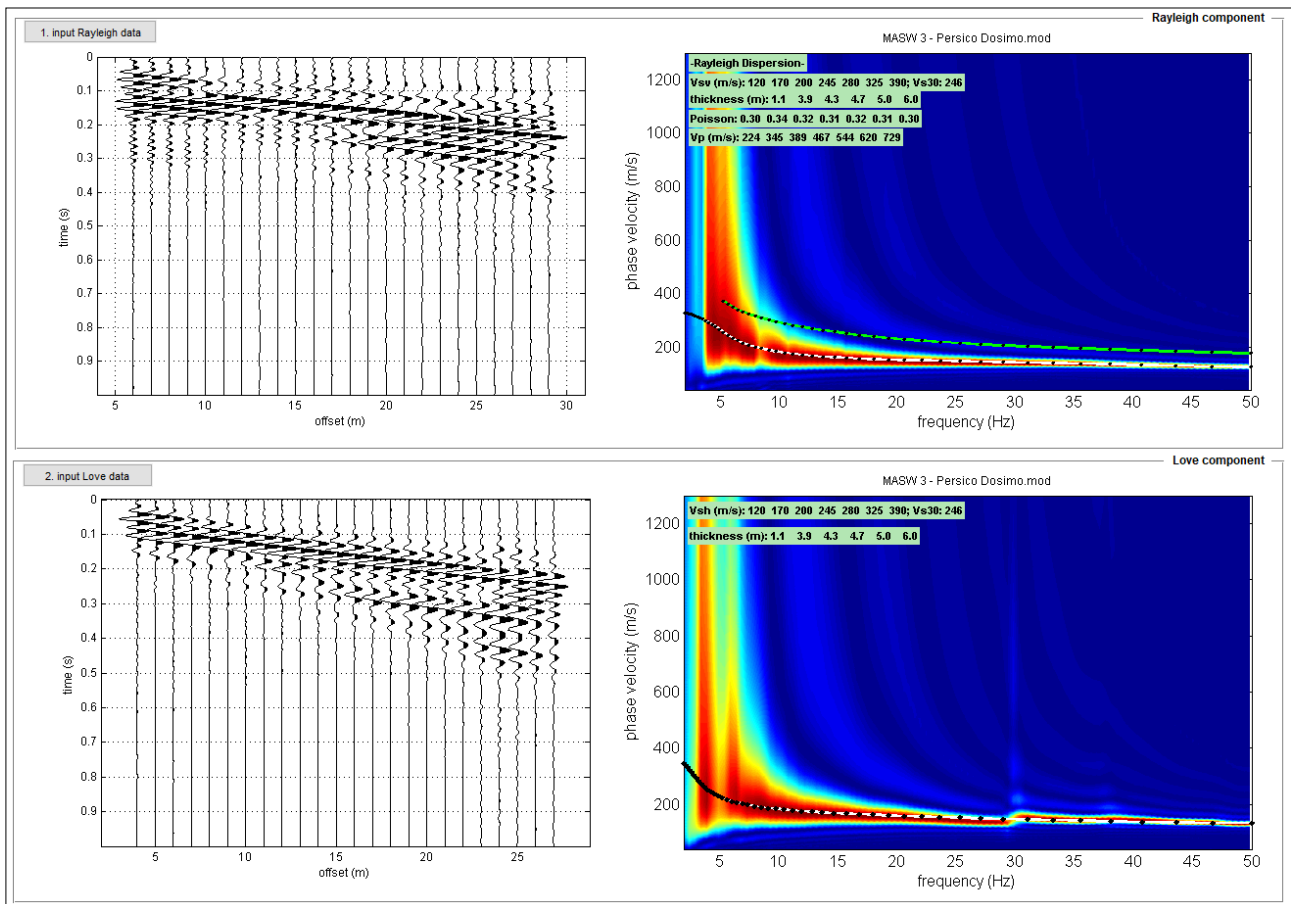 Rayleigh component
1. input Rayleigh data
MASW 3 - Persico Dosimo.mod
-Rayleigh Dispersion-
Vsv (m/s): 120 170 200 245 280 325 390; Vs30: 246
thickness (m): 1.1 3.9 4.3 4.7 5.0 6.0
Poisson: 0.30 0.34 0.32 0.31 0.32 0.31 0.30
Vp (m/s): 224 345 389 467 544 620 729
0
0.1
0.2
0.3
0.4
0.5
0.6
0.7
0.8
0.9
time (s)
5 10 15 20 25 30
offset (m)
1200
1000
800
600
400
200
phase velocity (m/s)
5 10 15 20 25 30 35 40 45 50
frequency (Hz)
Love component
2. input Love data
MASW 3 - Persico Dosimo.mod
Vsh (m/s): 120 170 200 245 280 325 390; Vs30: 246
thickness (m): 1.1 3.9 4.3 4.7 5.0 6.0
0
0.1
0.2
0.3
0.4
0.5
0.6
0.7
0.8
0.9
time (s)
5 10 15 20 25
offset (m)
1200
1000
800
600
400
200
phase velocity (m/s)
5 10 15 20 25 30 35 40 45 50
frequency (Hz)